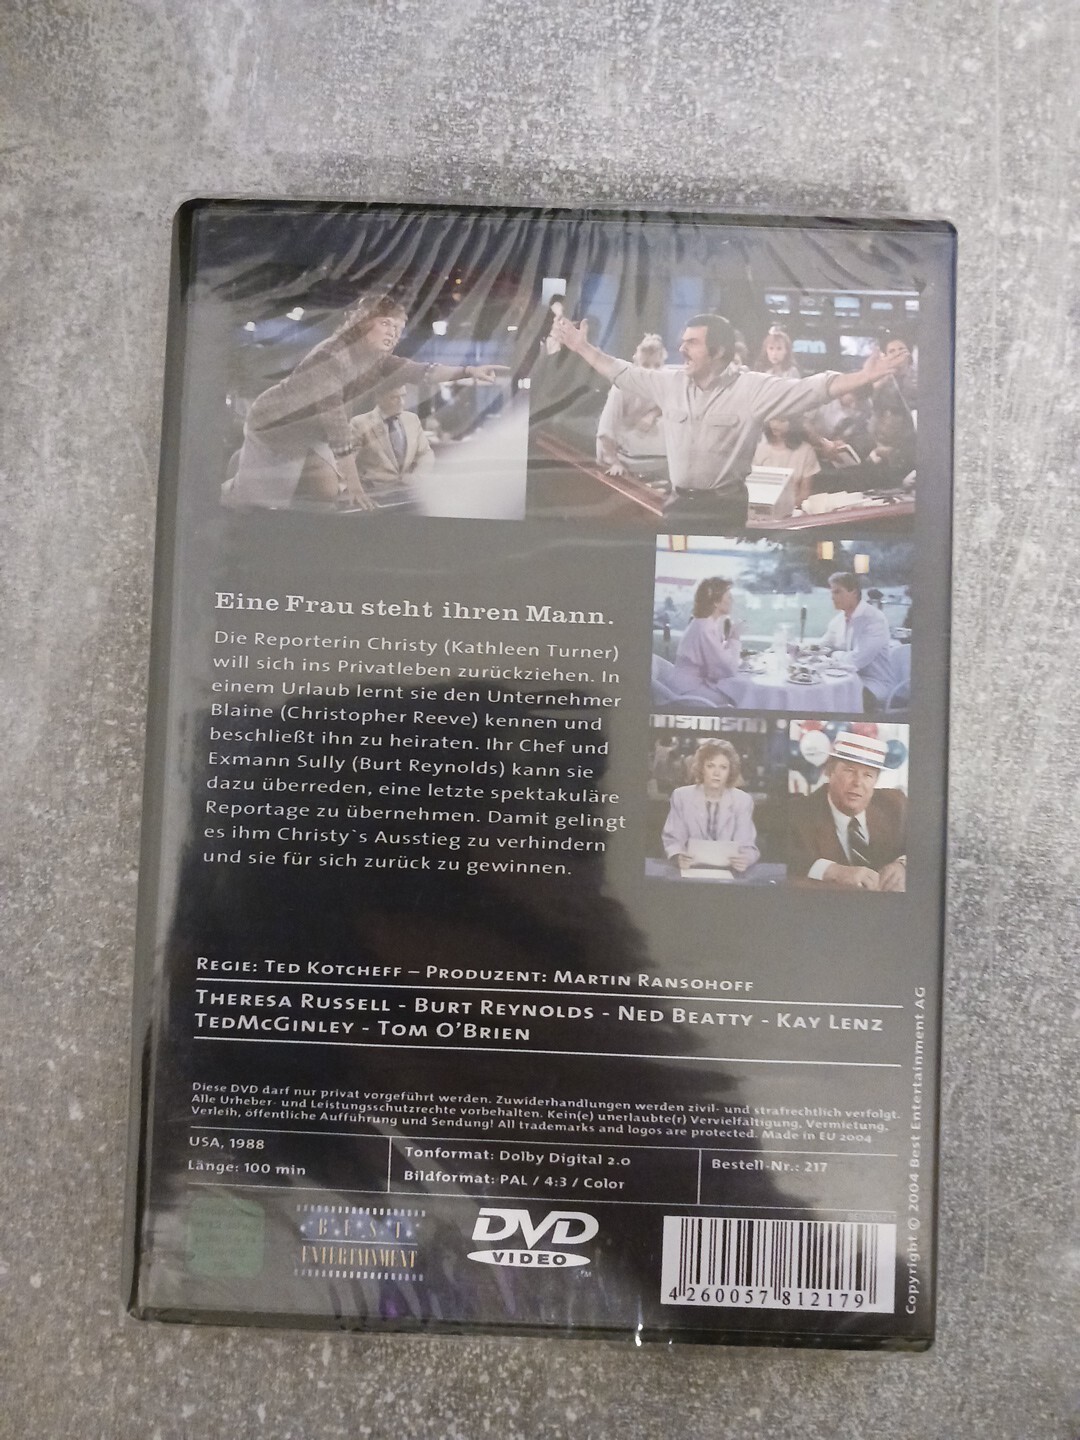 snn
Eine Frau steht ihren Mann.
Die Reporterin Christy (Kathleen Turner)
will sich ins Privatleben zurückziehen. In
einem Urlaub lernt sie den Unternehmer
Blaine (Christopher Reeve) kennen und
beschließt ihn zu heiraten. Ihr Chef und
Exmann Sully (Burt Reynolds) kann sie
dazu überreden, eine letzte spektakuläre
Reportage zu übernehmen. Damit gelingt
es ihm Christy`s Ausstieg zu verhindern
und sie für sich zurück zu gewinnen.
snnsnnsnn
REGIE: TED KOTCHEFF – PRODUZENT: MARTIN RANSOHOFF
THERESA RUSSELL - BURT REYNOLDS - NED BEATTY - KAY LENZ
TEDMCGINLEY - TOM O'BRIEN
Diese DVD darf nur privat vorgeführt werden. Zuwiderhandlungen werden zivil- und strafrechtlich verfolgt.
Alle Urheber- und Leistungsschutzrechte vorbehalten. Kein(e) unerlaubte(r) Vervielfältigung, Vermietung,
Verleih, öffentliche Aufführung und Sendung! All trademarks and logos are protected. Made in EU 2004
USA, 1988
Länge: 100 min
Tonformat: Dolby Digital 2.0
Bildformat: PAL / 4:3 / Color
Bestell-Nr.: 217
BEST
ENTERTAINMENT
DVD
VIDEO
TM
4 260057 812179
Copyright © 2004 Best Entertainment AG